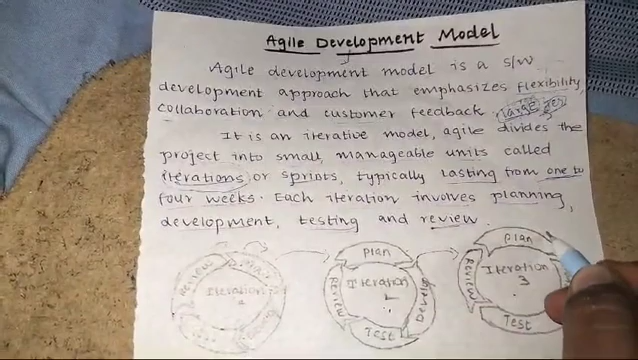 Agile Development Model
Agile development model is a s/w
development approach that emphasizes flexibility,
collaboration and customer feedback.
It is an iterative model, agile divides the
project into small, manageable units called
iterations or sprints, typically lasting from one to
four weeks. Each iteration involves planning,
development, testing and review.
Review
Iteration
Plan
Review
Iteration
Develop
Test
Plan
Review
Iteration
3
Test